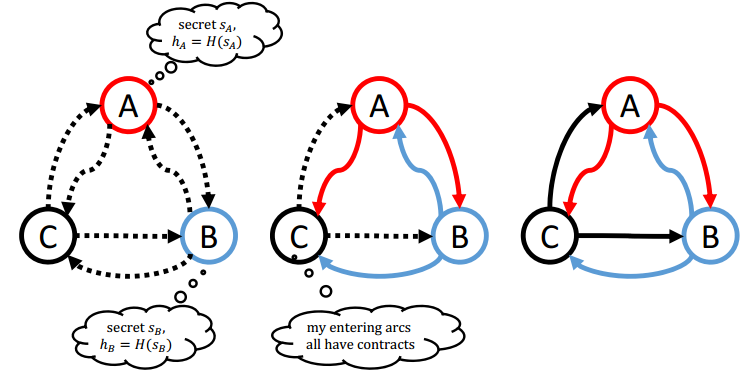 secret s_A,
h_A = H(s_A)
A
C
B
secret s_B,
h_B = H(s_B)
A
C
B
my entering arcs
all have contracts
A
C
B